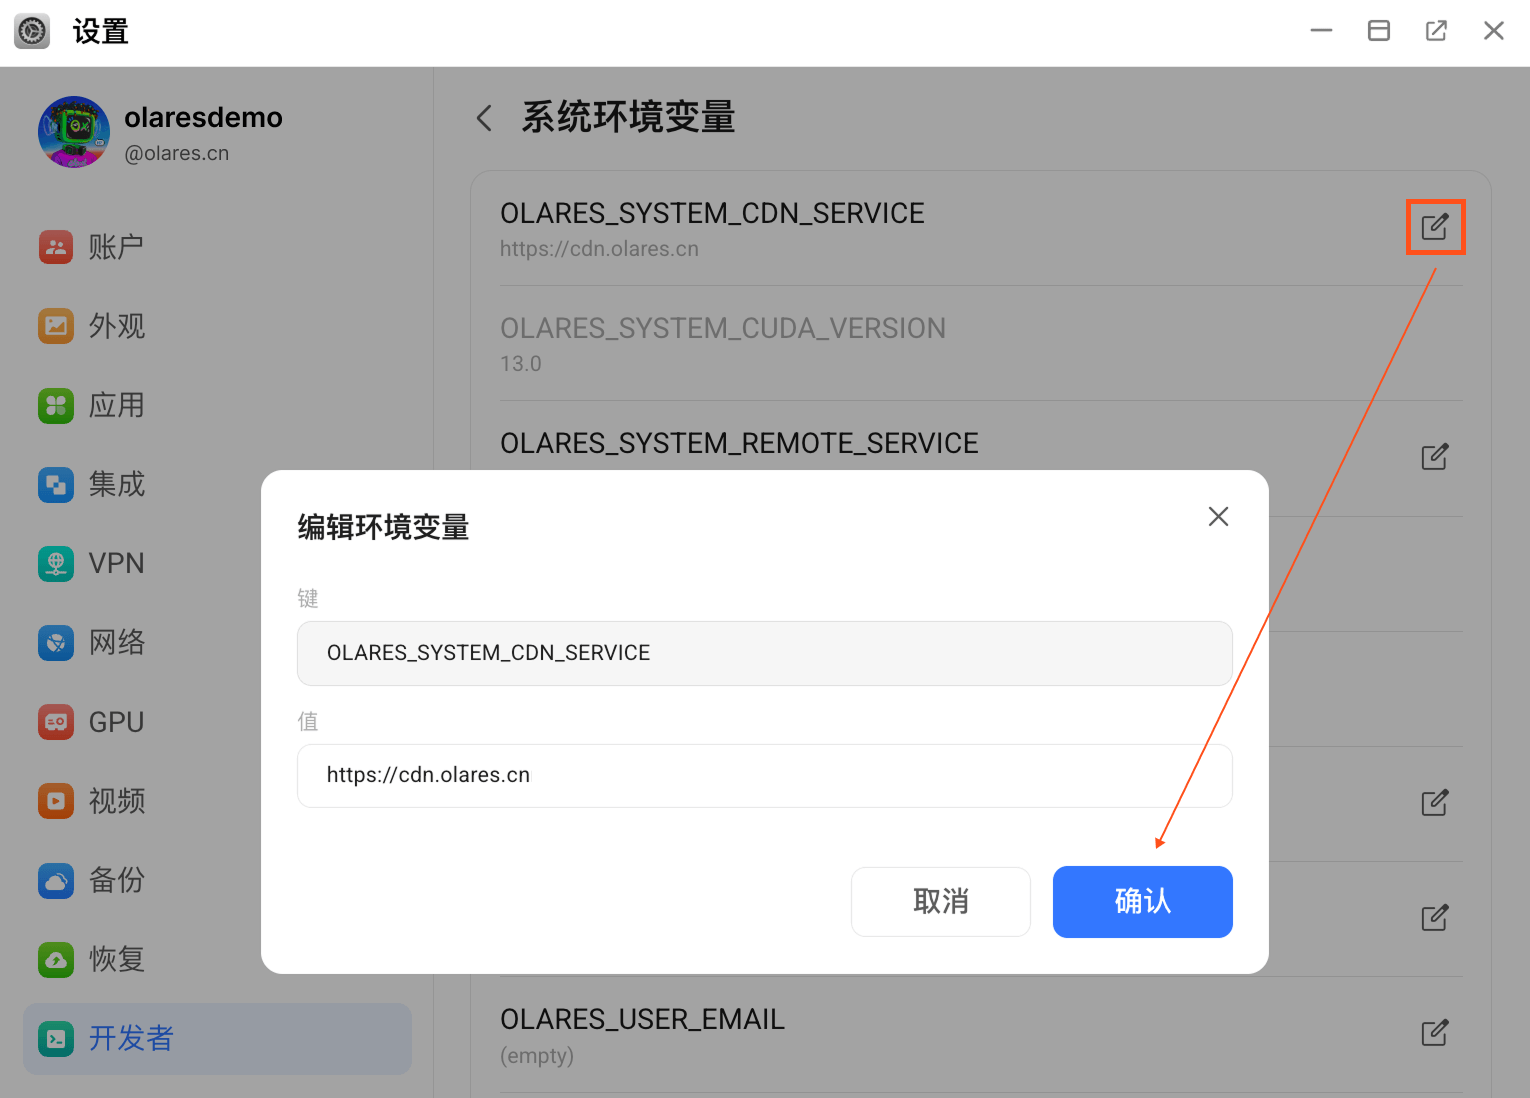 设置
olaresdemo
@olares.cn
账户
外观
应用
集成
VPN
网络
GPU
视频
备份
恢复
开发者
系统环境变量
OLARES_SYSTEM_CDN_SERVICE
https://cdn.olares.cn
OLARES_SYSTEM_CUDA_VERSION
13.0
OLARES_SYSTEM_REMOTE_SERVICE
编辑环境变量
键
OLARES_SYSTEM_CDN_SERVICE
值
https://cdn.olares.cn
取消
确认
OLARES_USER_EMAIL
(empty)